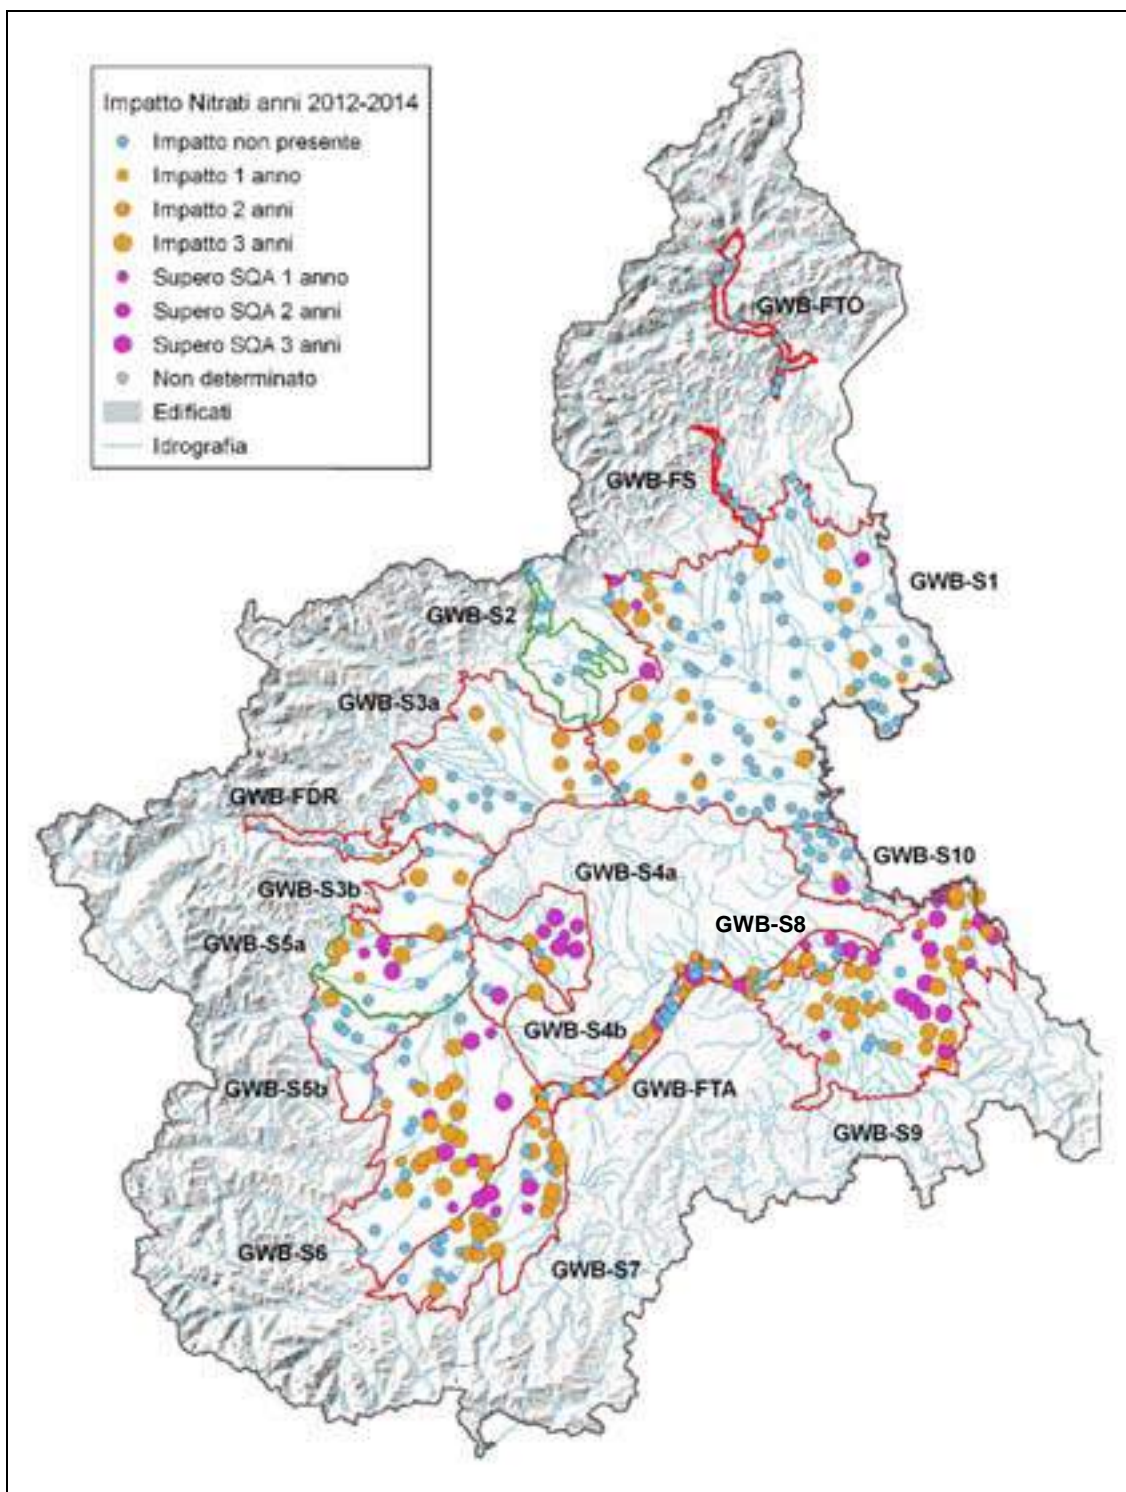 Impatto Nitrati anni 2012-2014
Impatto non presente
Impatto 1 anno
Impatto 2 anni
Impatto 3 anni
Supero SQA 1 anno
Supero SQA 2 anni
Supero SQA 3 anni
Non determinato
Edificati
Idrografia
GWB-FTO
GWB-FS
GWB-S1
GWB-S2
GWB-S3a
GWB-FDR
GWB-S10
GWB-S4a
GWB-S3b
GWB-S8
GWB-S5a
GWB-S4b
GWB-S5b
GWB-FTA
GWB-S9
GWB-S6
GWB-S7